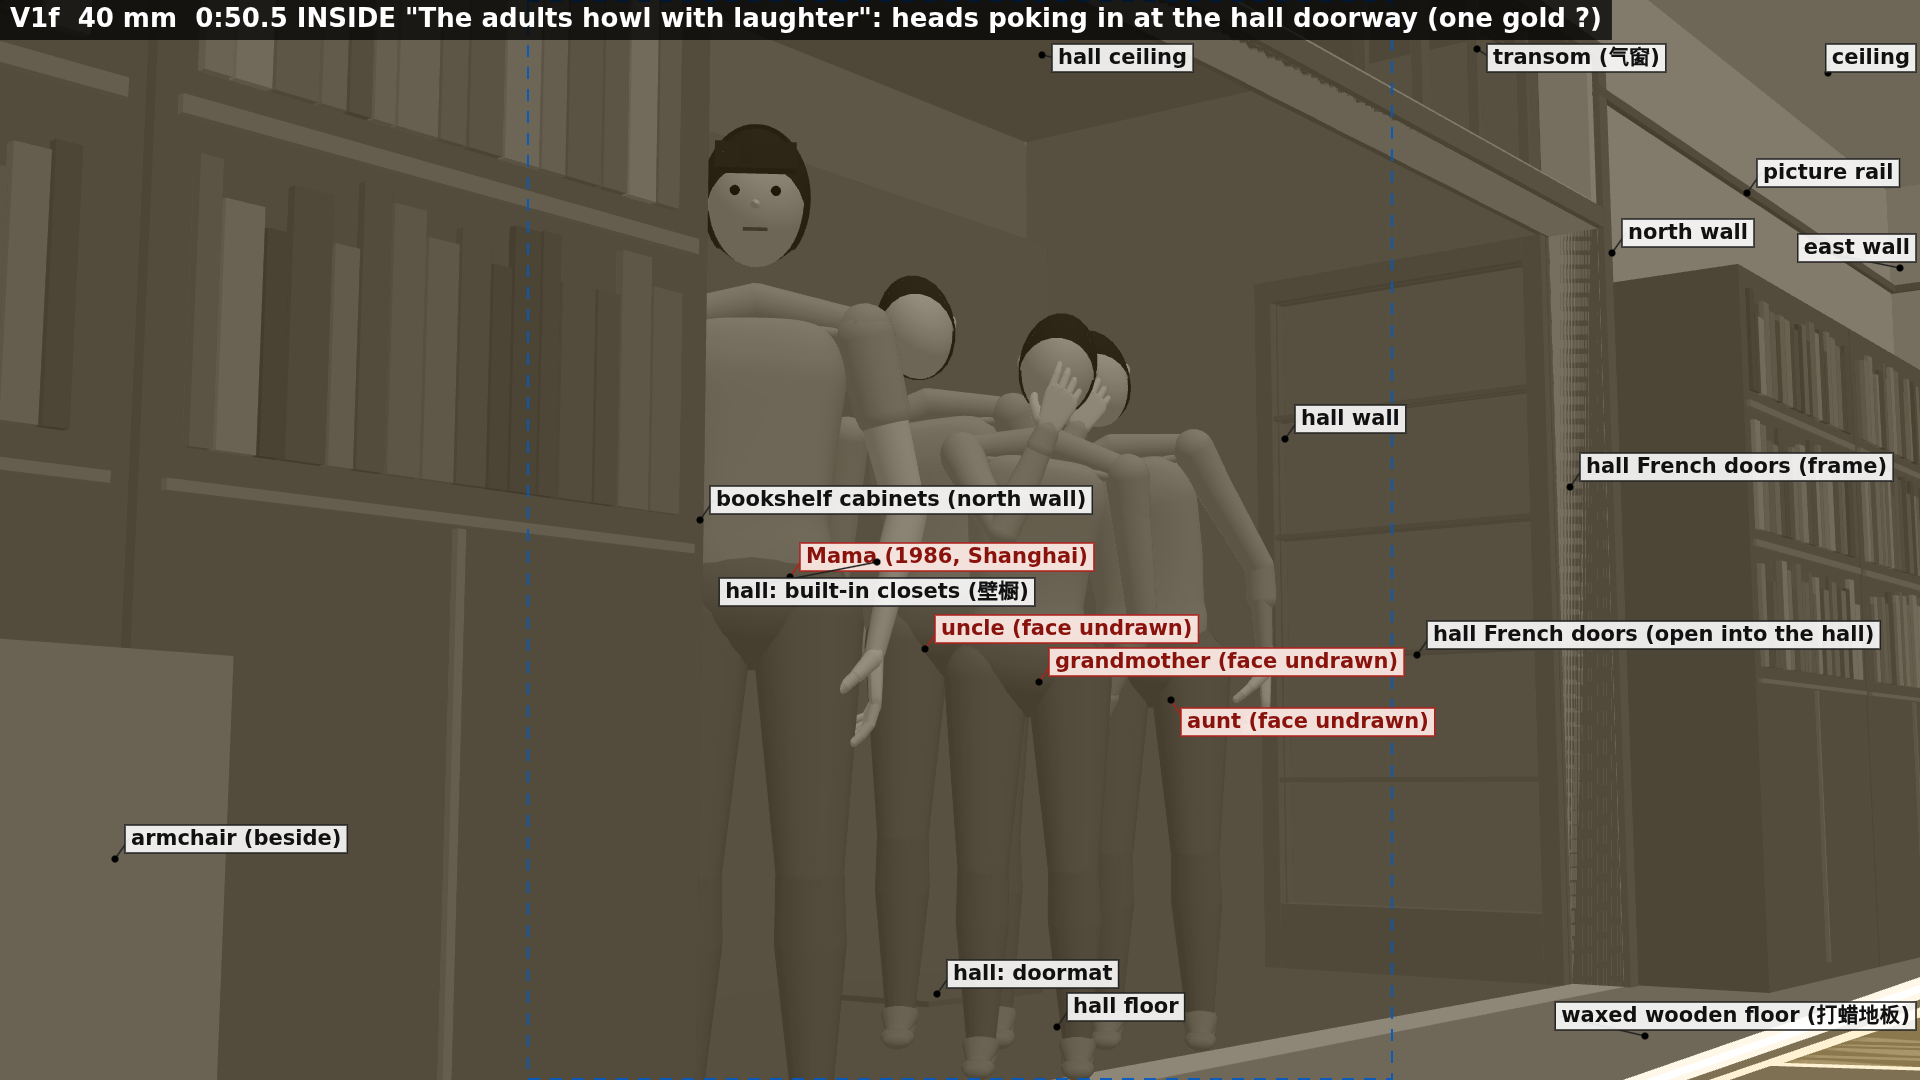 V1f 40 mm 0:50.5 INSIDE "The adults howl with laughter": heads poking in at the hall doorway (one gold ?)
hall ceiling
transom (气窗)
ceiling
picture rail
north wall
east wall
hall wall
hall French doors (frame)
bookshelf cabinets (north wall)
Mama (1986, Shanghai)
hall: built-in closets (壁橱)
uncle (face undrawn)
hall French doors (open into the hall)
grandmother (face undrawn)
aunt (face undrawn)
armchair (beside)
hall: doormat
hall floor
waxed wooden floor (打蜡地板)